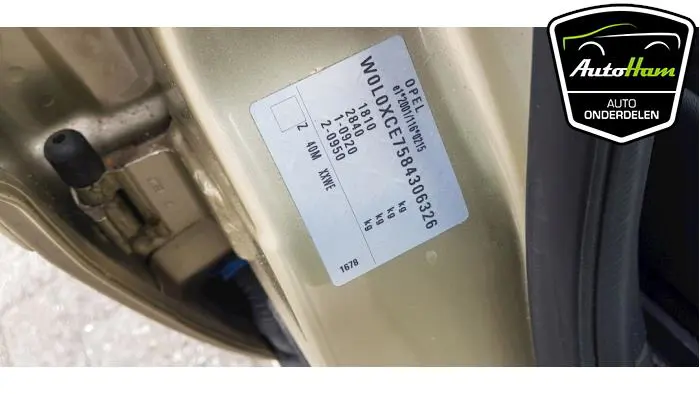 OPEL
e1*2001/116*0215
W0L0XCE7584306326
1810 kg
2840 kg
1-0920 kg
2-0950 kg
Z 40M XXWE
1678
AutoHam
AUTO
ONDERDELEN